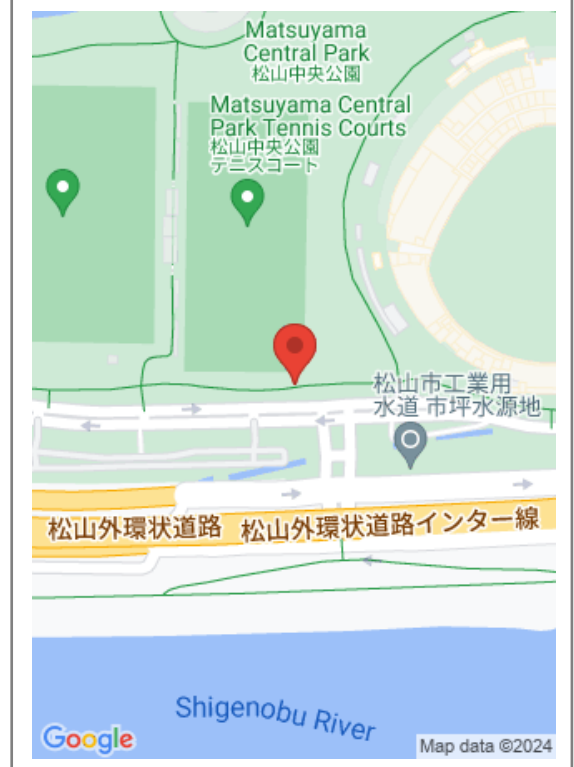 Matsuyama
Central Park
松山中央公園
Matsuyama Central
Park Tennis Courts
松山中央公園
テニスコート
松山市工業用
水道 市坪水源地
松山外環状道路
松山外環状道路インター線
Shigenobu River
Google
Map data ©2024